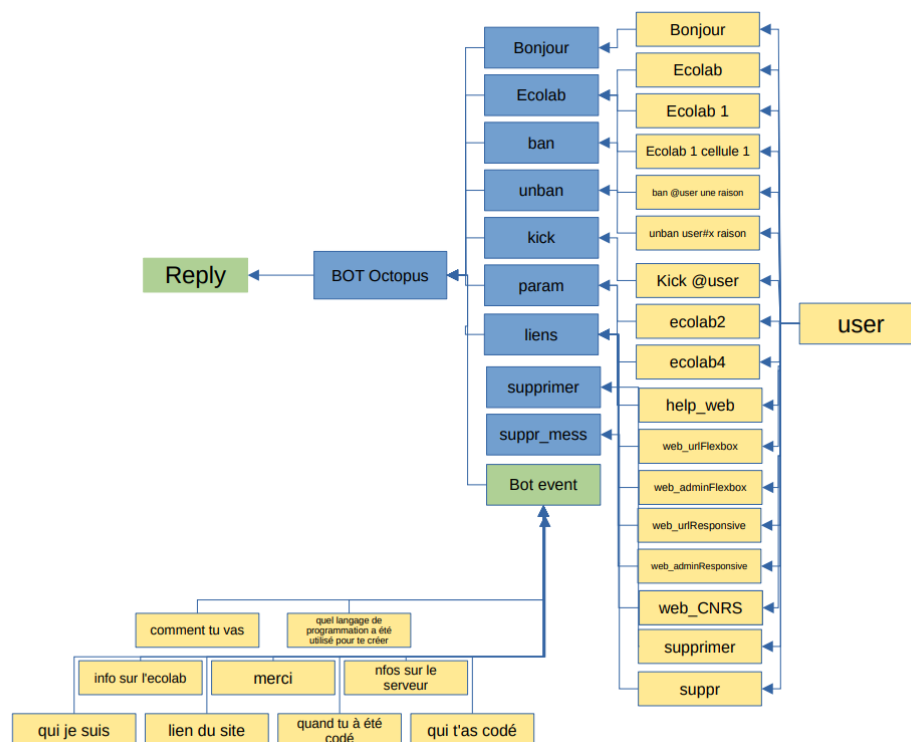 Bonjour
Bonjour
Ecolab
Ecolab
Ecolab 1
ban
Ecolab 1 cellule 1
unban
ban @user une raison
unban user#x raison
kick
Reply
BOT Octopus
param
Kick @user
liens
ecolab2
user
ecolab4
supprimer
help_web
suppr_mess
web_urlFlexbox
Bot event
web_adminFlexbox
web_urlResponsive
web_adminResponsive
web_CNRS
supprimer
suppr
comment tu vas
quel langage de
programmation a été
utilisé pour te créer
info sur l'ecolab
merci
nfos sur le
serveur
qui je suis
lien du site
quand tu à été
codé
qui t'as codé